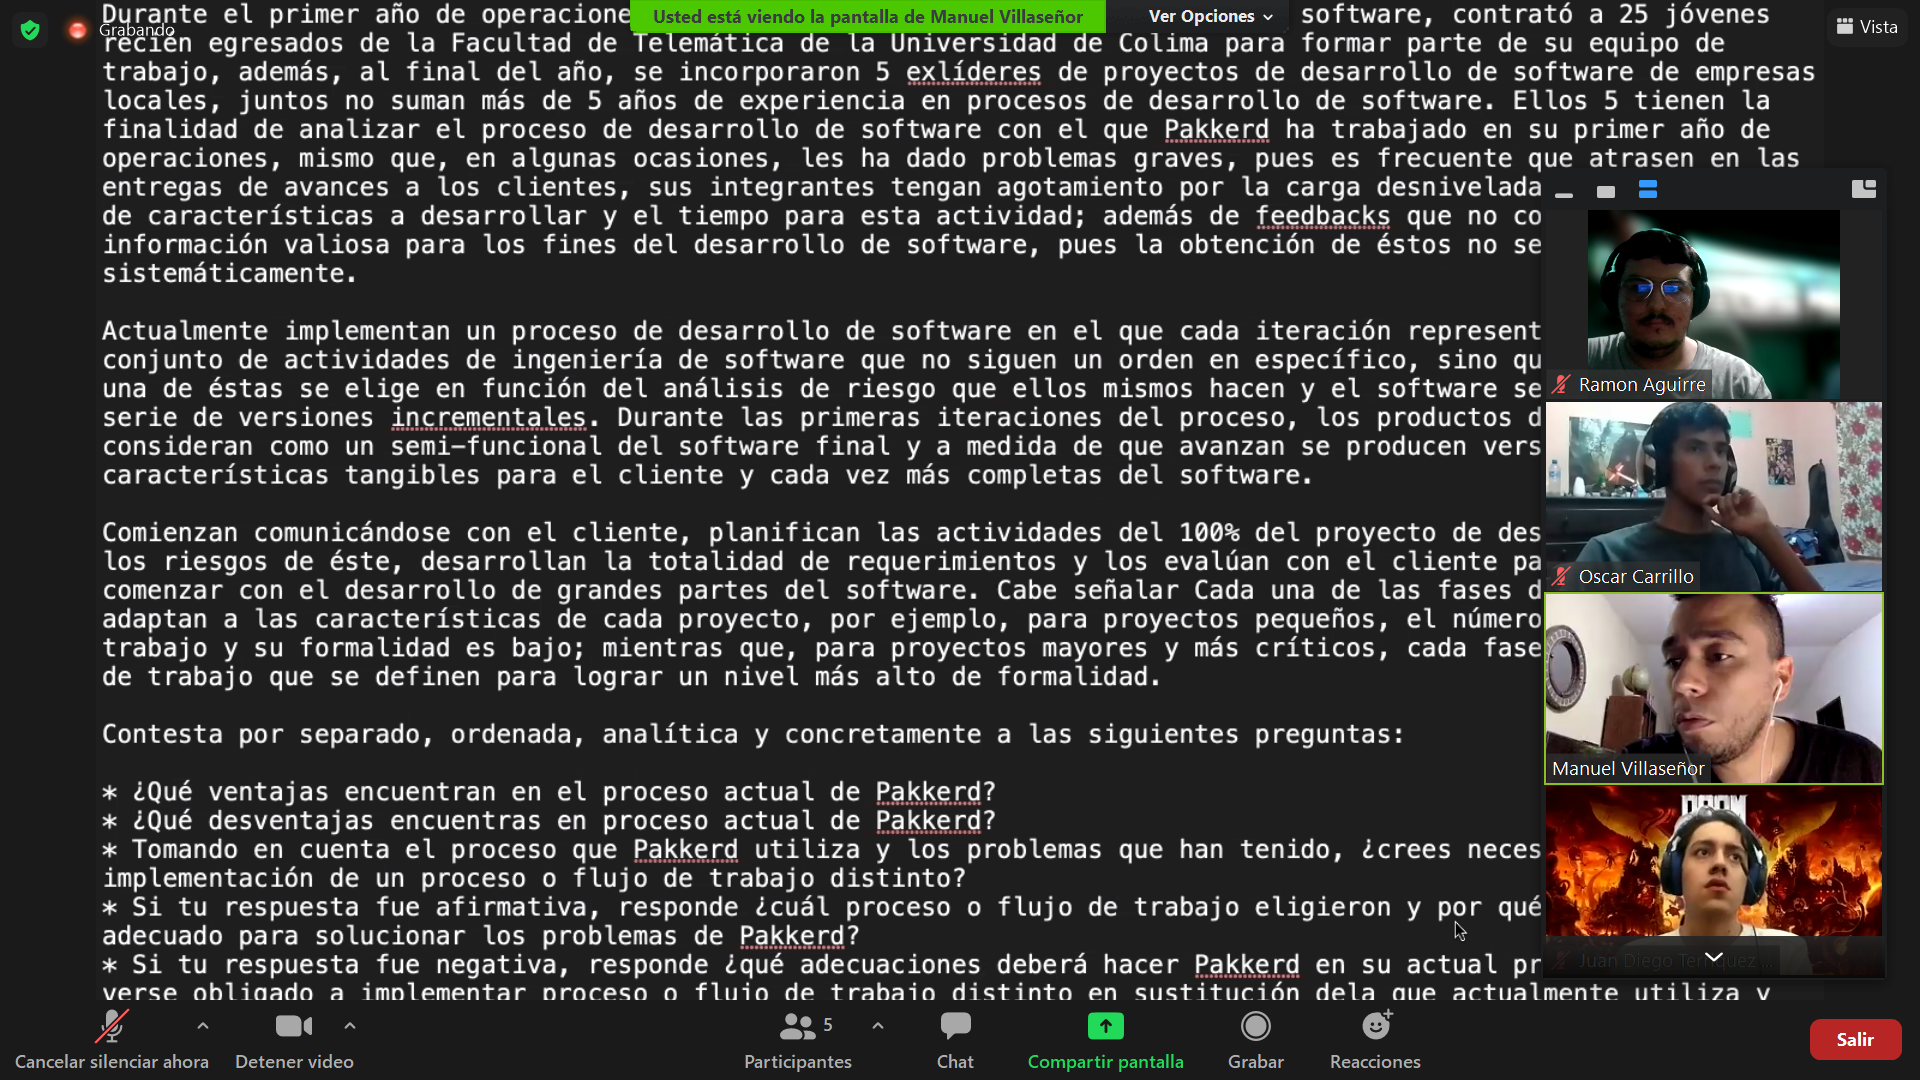 Usted está viendo la pantalla de Manuel Villaseñor
Ver Opciones
Grabando
Vista
Durante el primer año de operacione software, contrató a 25 jóvenes
recién egresados de la Facultad de Telemática de la Universidad de Colima para formar parte de su equipo de
trabajo, además, al final del año, se incorporaron 5 exlíderes de proyectos de desarrollo de software de empresas
locales, juntos no suman más de 5 años de experiencia en procesos de desarrollo de software. Ellos 5 tienen la
finalidad de analizar el proceso de desarrollo de software con el que Pakkerd ha trabajado en su primer año de
operaciones, mismo que, en algunas ocasiones, les ha dado problemas graves, pues es frecuente que atrasen en las
entregas de avances a los clientes, sus integrantes tengan agotamiento por la carga desnivelada
de características a desarrollar y el tiempo para esta actividad; además de feedbacks que no co
información valiosa para los fines del desarrollo de software, pues la obtención de éstos no se
sistemáticamente.
Actualmente implementan un proceso de desarrollo de software en el que cada iteración represent
conjunto de actividades de ingeniería de software que no siguen un orden en específico, sino qu
una de éstas se elige en función del análisis de riesgo que ellos mismos hacen y el software se
serie de versiones incrementales. Durante las primeras iteraciones del proceso, los productos d
consideran como un semi-funcional del software final y a medida de que avanzan se producen vers
características tangibles para el cliente y cada vez más completas del software.
Comienzan comunicándose con el cliente, planifican las actividades del 100% del proyecto de des
los riesgos de éste, desarrollan la totalidad de requerimientos y los evalúan con el cliente pa
comenzar con el desarrollo de grandes partes del software. Cabe señalar Cada una de las fases d
adaptan a las características de cada proyecto, por ejemplo, para proyectos pequeños, el número
trabajo y su formalidad es bajo; mientras que, para proyectos mayores y más críticos, cada fase
de trabajo que se definen para lograr un nivel más alto de formalidad.
Contesta por separado, ordenada, analítica y concretamente a las siguientes preguntas:
* ¿Qué ventajas encuentran en el proceso actual de Pakkerd?
* ¿Qué desventajas encuentras en proceso actual de Pakkerd?
* Tomando en cuenta el proceso que Pakkerd utiliza y los problemas que han tenido, ¿crees neces
implementación de un proceso o flujo de trabajo distinto?
* Si tu respuesta fue afirmativa, responde ¿cuál proceso o flujo de trabajo eligieron y por qué
adecuado para solucionar los problemas de Pakkerd?
* Si tu respuesta fue negativa, responde ¿qué adecuaciones deberá hacer Pakkerd en su actual pr
verse obligado a implementar proceso o flujo de trabajo distinto en sustitución dela que actualmente utiliza y
Ramon Aguirre
Oscar Carrillo
Manuel Villaseñor
DOOM
Juan Diego
Cancelar silenciar ahora
Detener video
5
Participantes
Chat
Compartir pantalla
Grabar
Reacciones
Salir